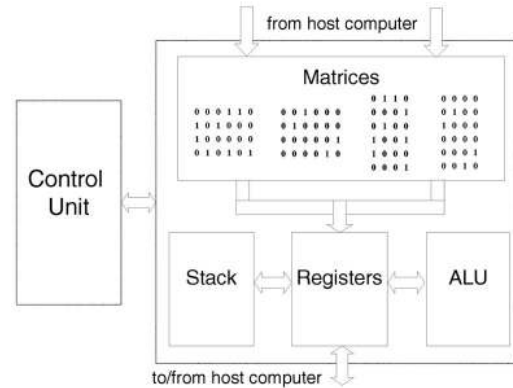 from host computer
Matrices
0 0 0 1 1 0
1 0 1 0 0 0
1 0 0 0 0 0
0 1 0 1 0 1
0 0 1 0 0 0
0 1 0 0 0 0
0 0 0 0 0 1
0 0 0 0 1 0
0 1 1 0
0 0 0 1
0 1 0 0
1 0 0 1
1 0 0 0
0 0 0 1
0 0 0 0
0 1 0 0
1 0 0 0
0 0 0 0
0 0 0 1
0 0 1 0
Control
Unit
Stack
Registers
ALU
to/from host computer